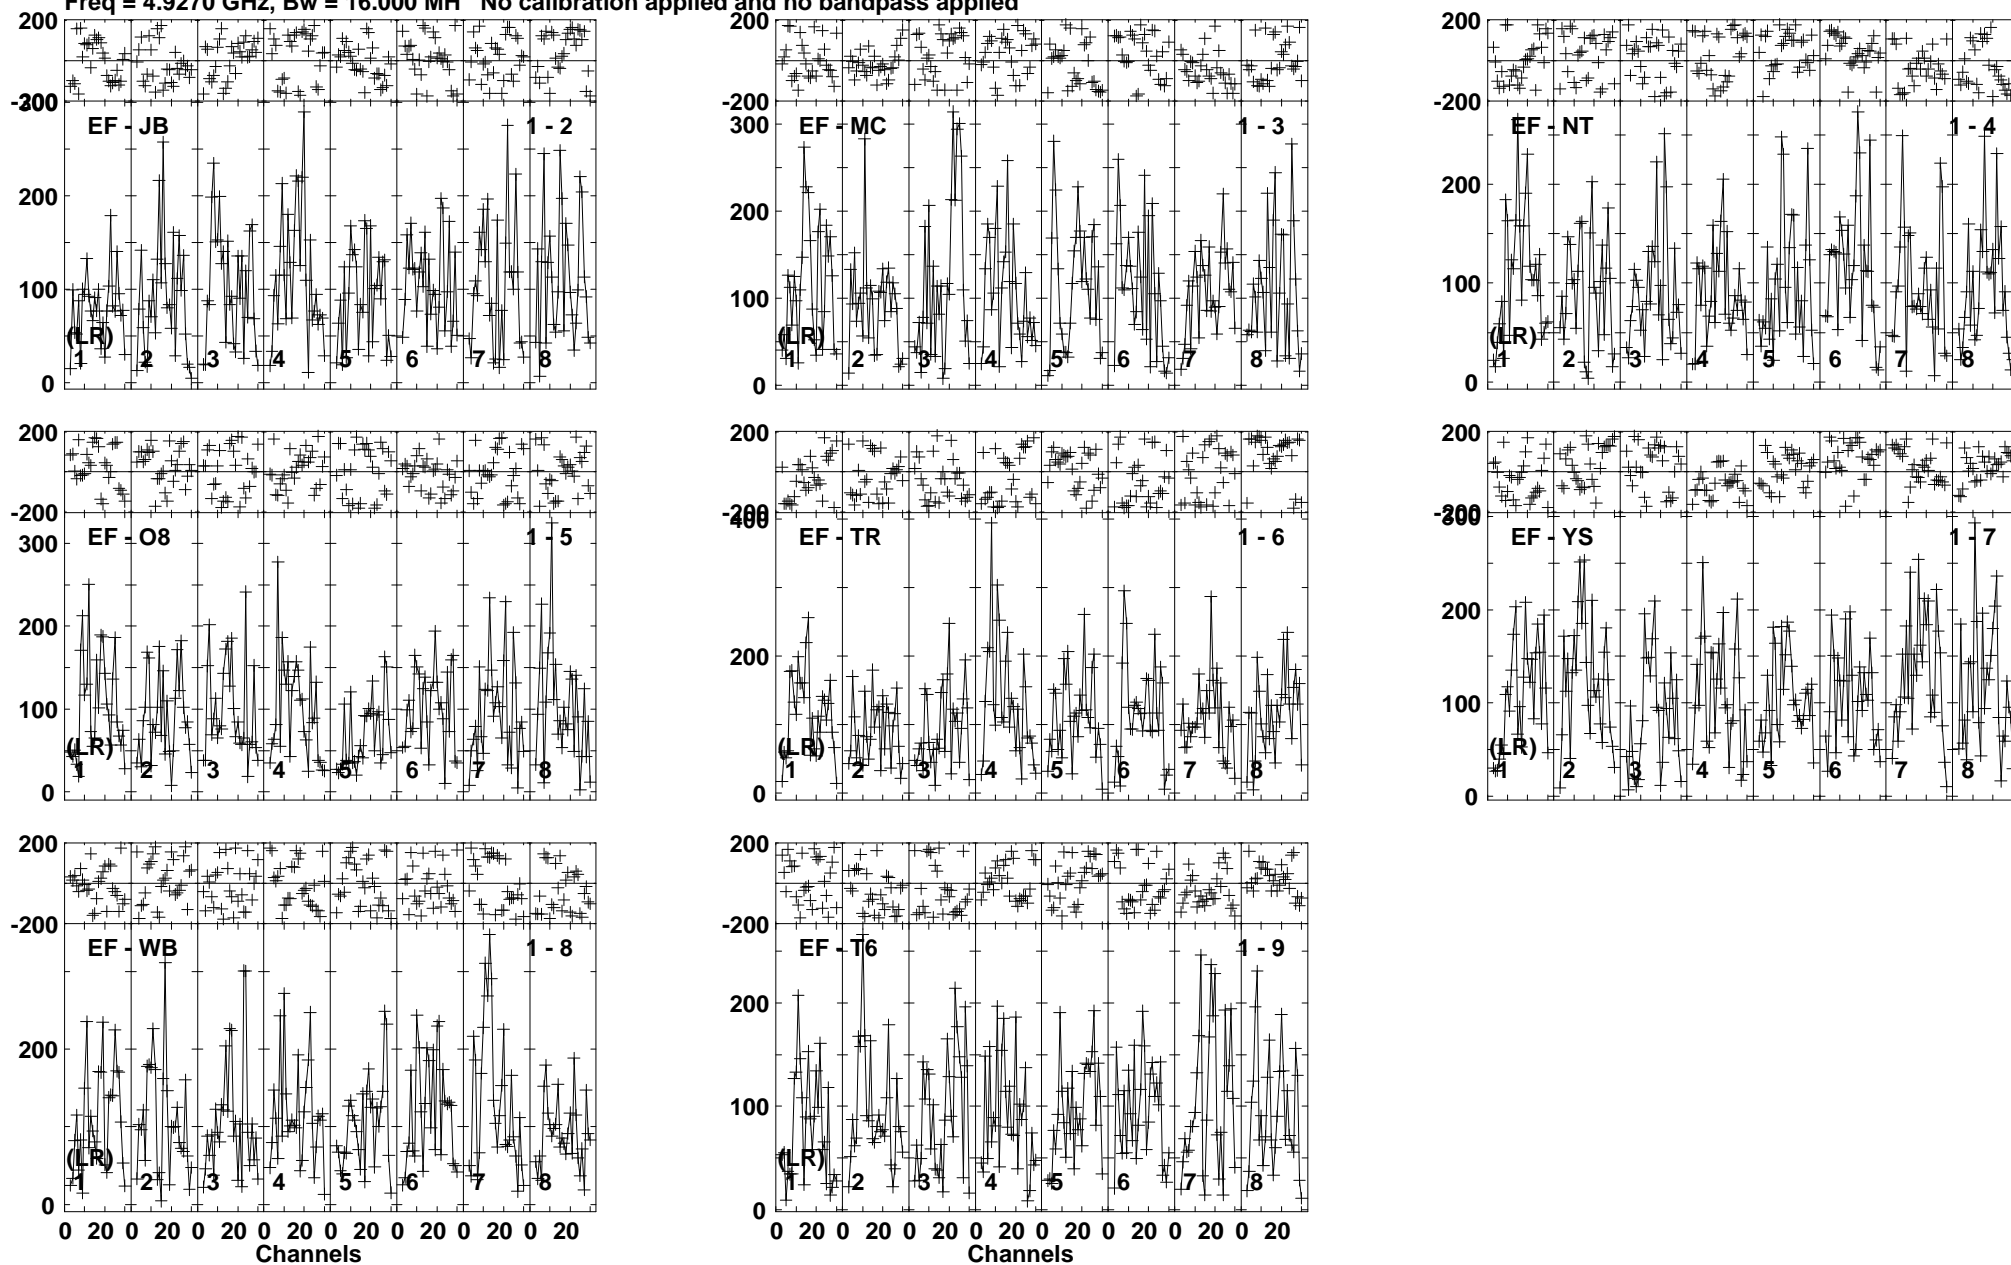 Freq = 4.9270 GHz, Bw = 16.000 MH No calibration applied and no bandpass applied
200 200 200
-200 -200
300
EF - JB 1 - 2 EF - MC 1 - 3 EF - NT 1 - 4
200 200 200
100 100 100
(LR) (LR) (LR)
1 2 3 4 5 6 7 8 1 2 3 4 5 6 7 8 1 2 3 4 5 6 7 8
0 0 0
200 200 200
-200
EF - O8 1 - 5 EF - TR 1 - 6 EF - YS 1 - 7
300
200 200 200
100 100
(LR) (LR) (LR)
1 2 3 4 5 6 7 8 1 2 3 4 5 6 7 8 1 2 3 4 5 6 7 8
0 0 0
200 200
-200 -200
EF - WB 1 - 8 EF - T6 1 - 9
200 200
100
(LR) (LR)
1 2 3 4 5 6 7 8 1 2 3 4 5 6 7 8
0 0
0 20 0 20 0 20 0 20 0 20 0 20 0 20 0 20 0 20 0 20 0 20 0 20 0 20 0 20 0 20 0 20
Channels Channels